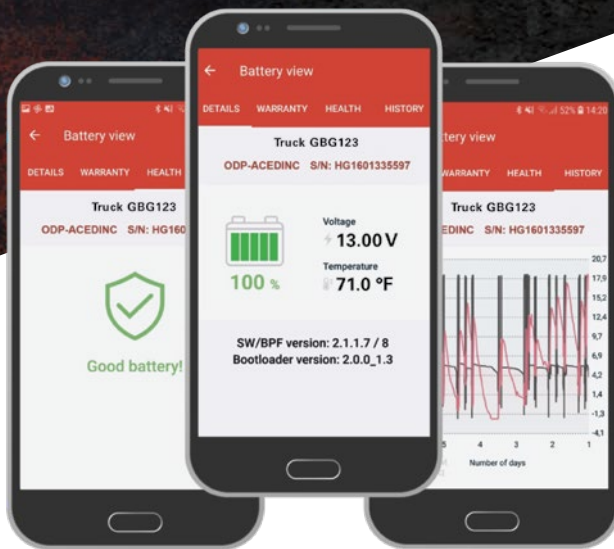 Battery view
DETAILS WARRANTY HEALTH
Truck GBG123
ODP-ACEDINC S/N: HG160
Good battery!
Battery view
DETAILS WARRANTY HEALTH HISTORY
Truck GBG123
ODP-ACEDINC S/N: HG1601335597
Voltage
13.00 V
Temperature
71.0 °F
100 %
SW/BPF version: 2.1.1.7 / 8
Bootloader version: 2.0.0_1.3
52% 14:20
ttery view
WARRANTY HEALTH HISTORY
Truck GBG123
EDINC S/N: HG1601335597
20,7
17,9
15,2
12,4
9,7
6,9
4,2
1,4
-1,3
-4,1
5 4 3 2 1
Number of days